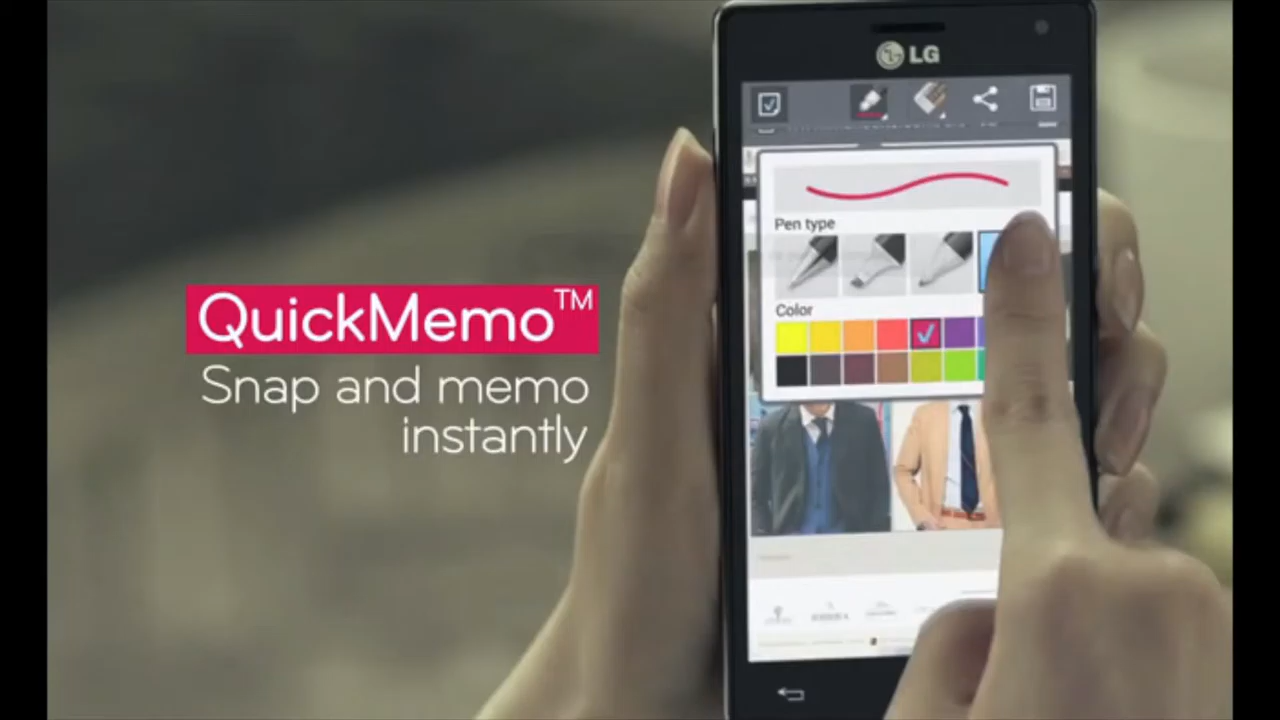 LG
Pen type
Color
QuickMemo™
Snap and memo
instantly